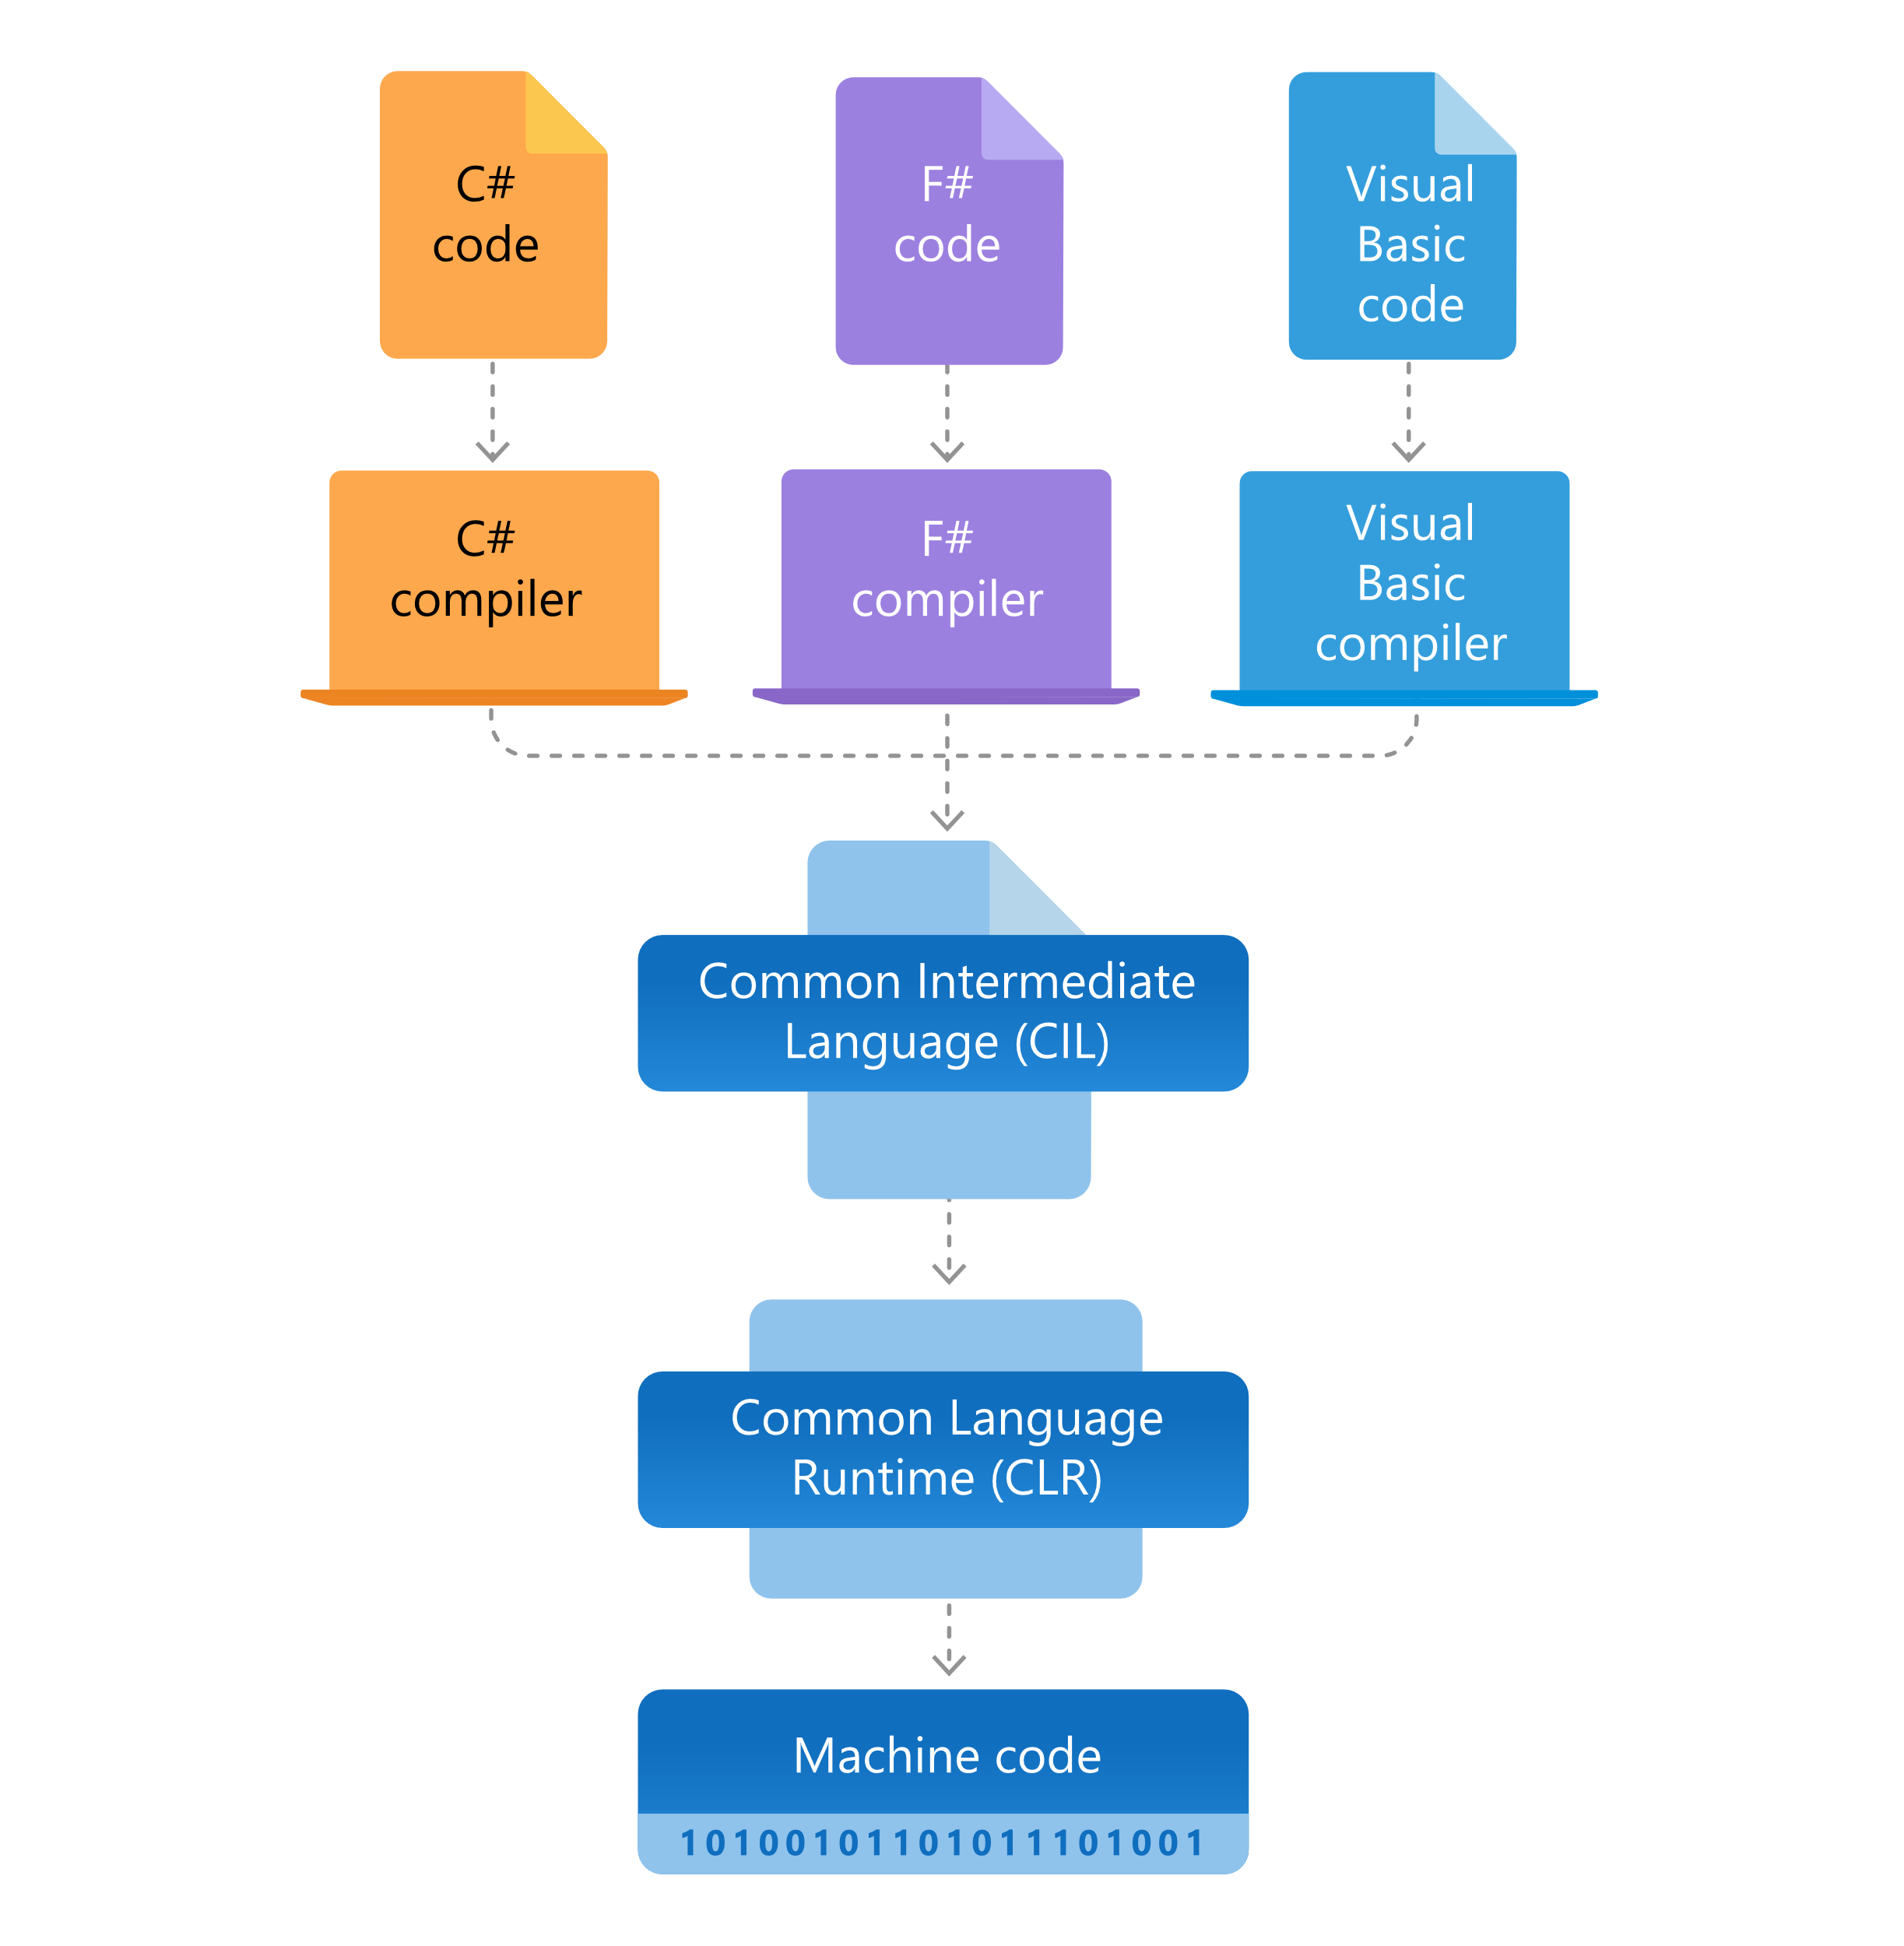 C#
code
F#
code
Visual
Basic
code
C#
compiler
F#
compiler
Visual
Basic
compiler
Common Intermediate
Language (CIL)
Common Language
Runtime (CLR)
Machine code
10100101101011101001